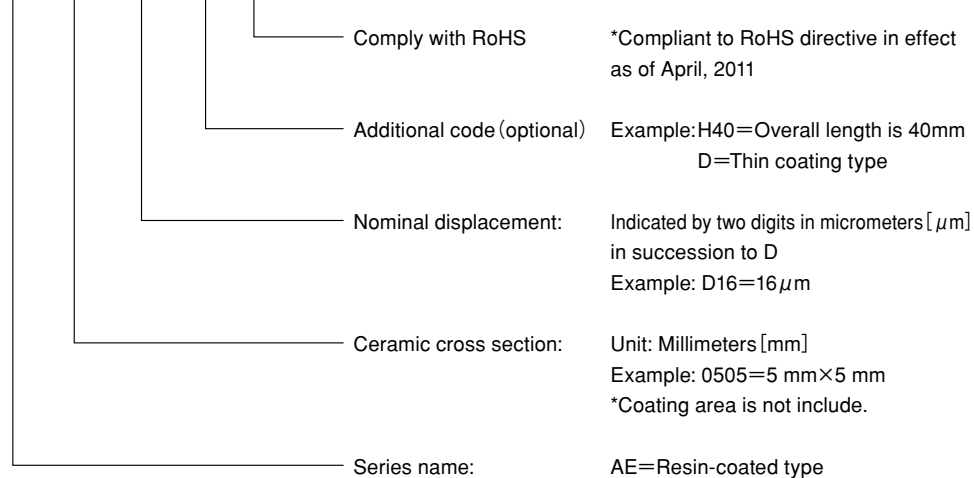 Comply with RoHS *Compliant to RoHS directive in effect
as of April, 2011
Additional code（optional） Example:H40＝Overall length is 40mm
D＝Thin coating type
Nominal displacement: Indicated by two digits in micrometers［μm］
in succession to D
Example: D16＝16μm
Ceramic cross section: Unit: Millimeters［mm］
Example: 0505＝5 mm×5 mm
*Coating area is not include.
Series name: AE＝Resin-coated type